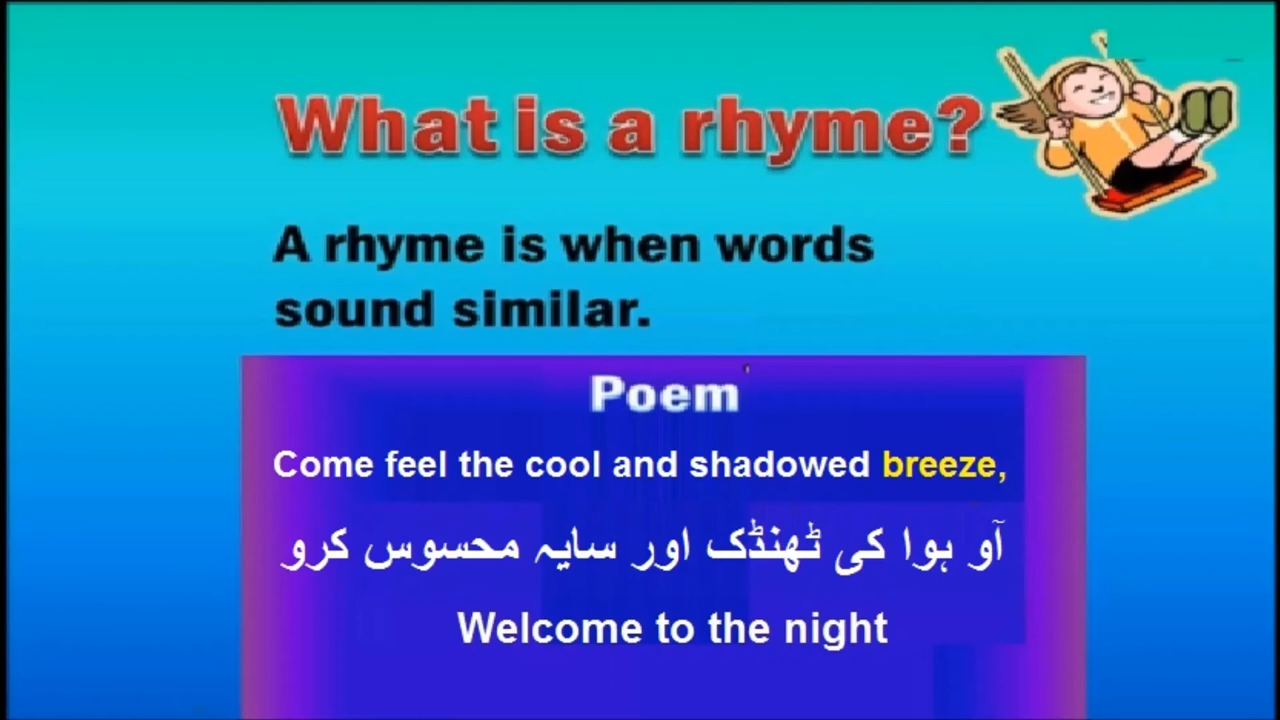 What is a rhyme?
A rhyme is when words
sound similar.
Poem
Come feel the cool and shadowed breeze,
آو ہوا کی ٹھنڈک اور سایہ محسوس کرو
Welcome to the night